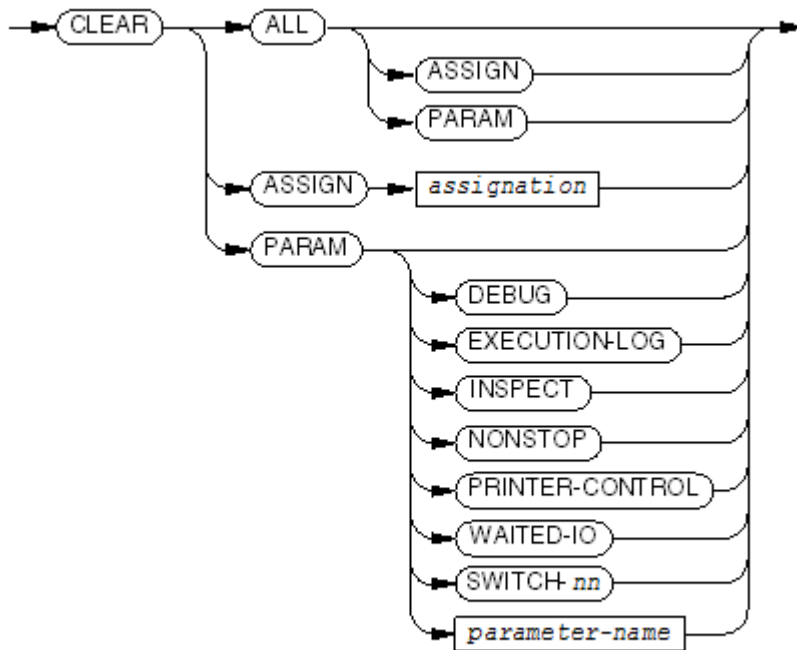 CLEAR ALL
ASSIGN
PARAM
ASSIGN assignation
PARAM
DEBUG
EXECUTION-LOG
INSPECT
NONSTOP
PRINTER-CONTROL
WAITED-IO
SWITCH-nn
parameter-name